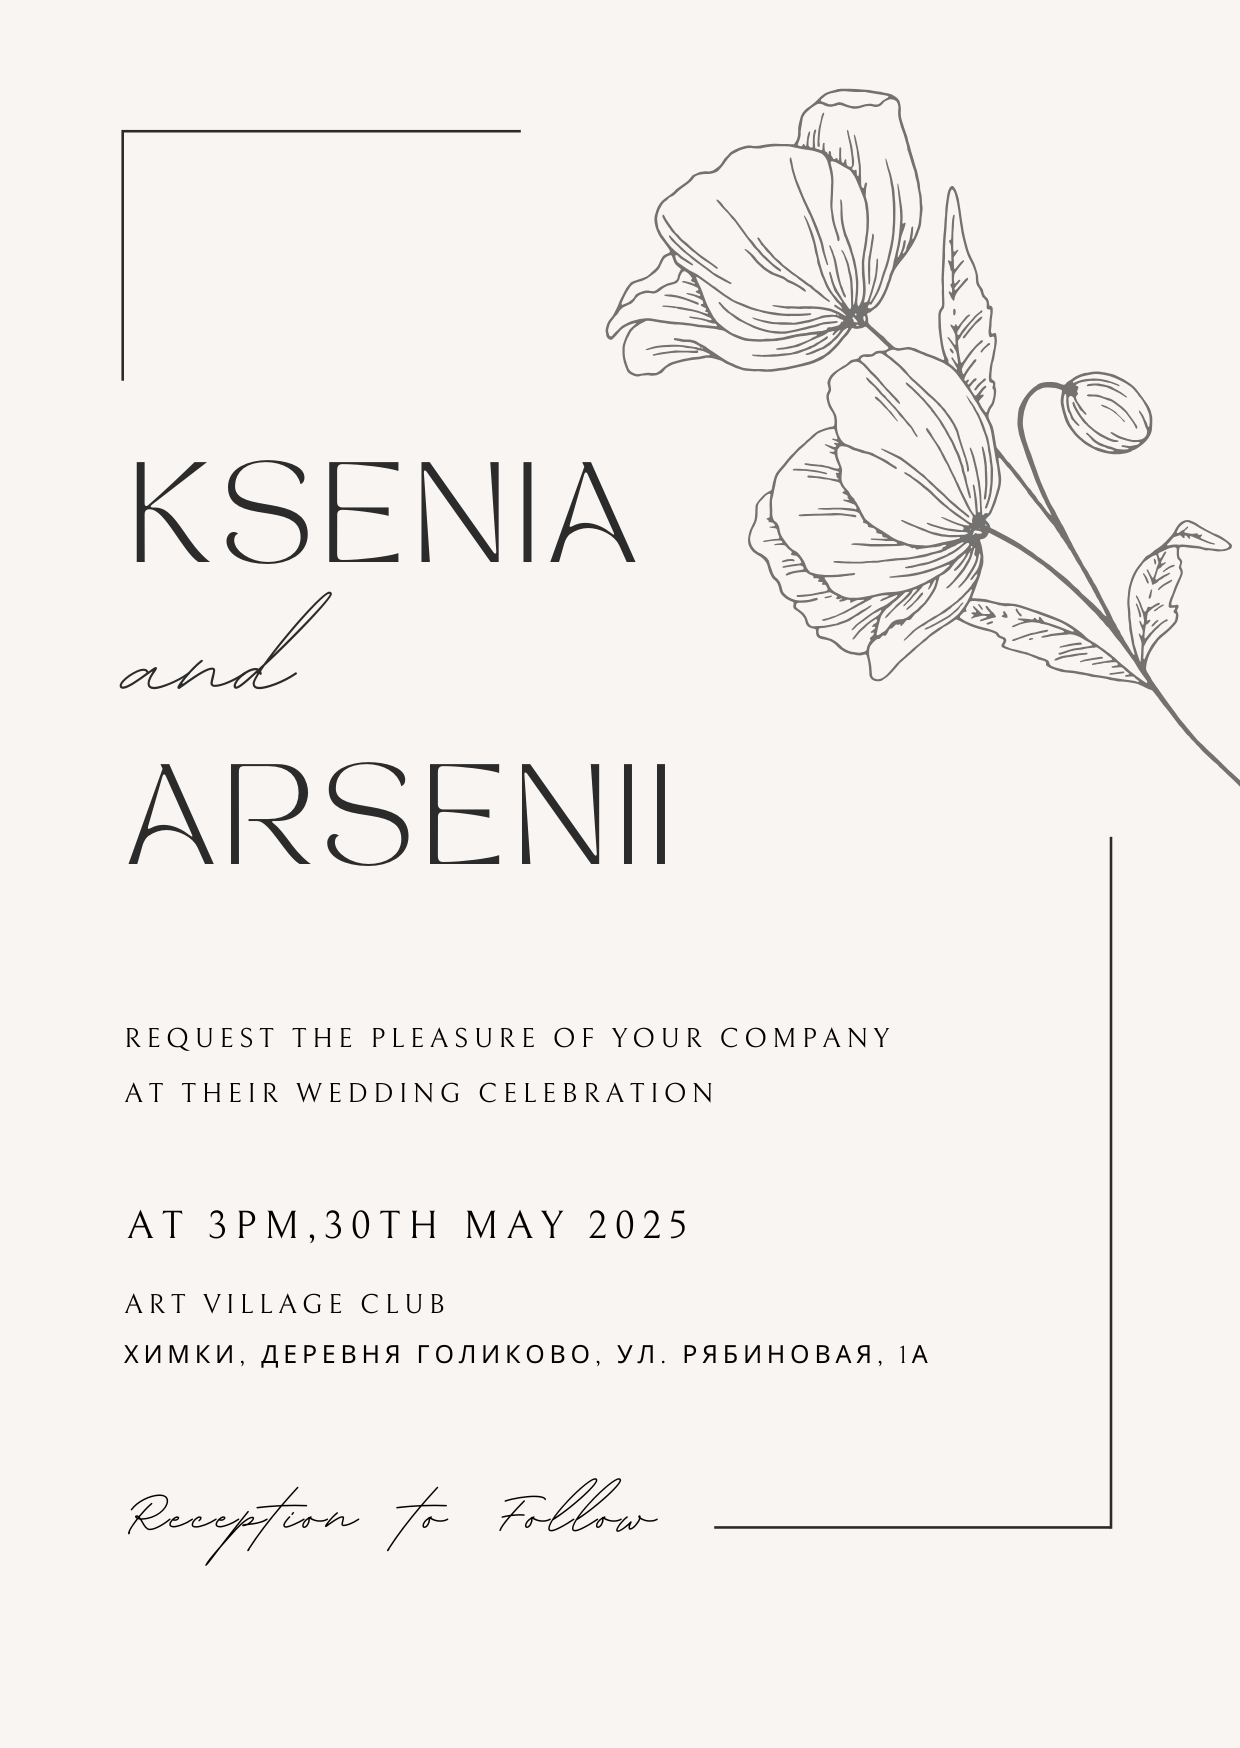 KSENIA
and
ARSENII
REQUEST THE PLEASURE OF YOUR COMPANY
AT THEIR WEDDING CELEBRATION
AT 3PM,30TH MAY 2025
ART VILLAGE CLUB
ХИМКИ, ДЕРЕВНЯ ГОЛИКОВО, УЛ. РЯБИНОВАЯ, 1А
Reception to Follow